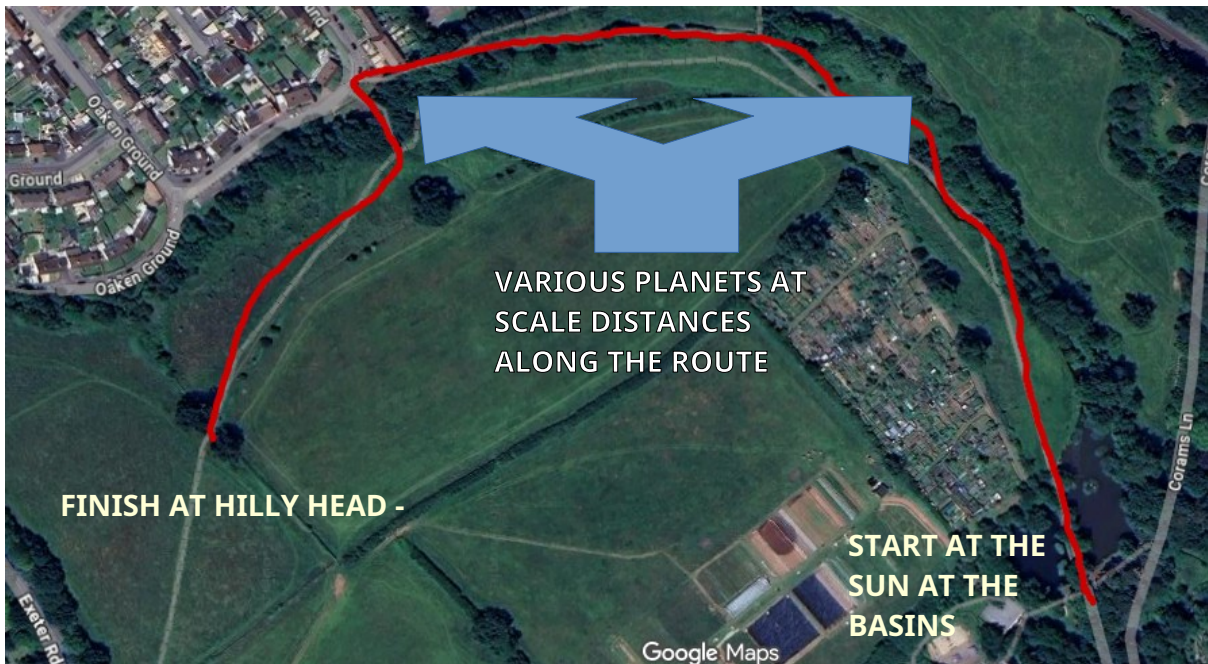 Ground
Oaken Ground
Ground
Oaken Ground
VARIOUS PLANETS AT
SCALE DISTANCES
ALONG THE ROUTE
FINISH AT HILLY HEAD -
START AT THE
SUN AT THE
BASINS
Corams Ln
Exeter Rd
Google Maps